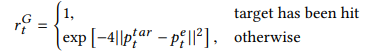 r_t^G = { 1, target has been hit
exp [−4||p_t^{tar} − p_t^e||^2], otherwise